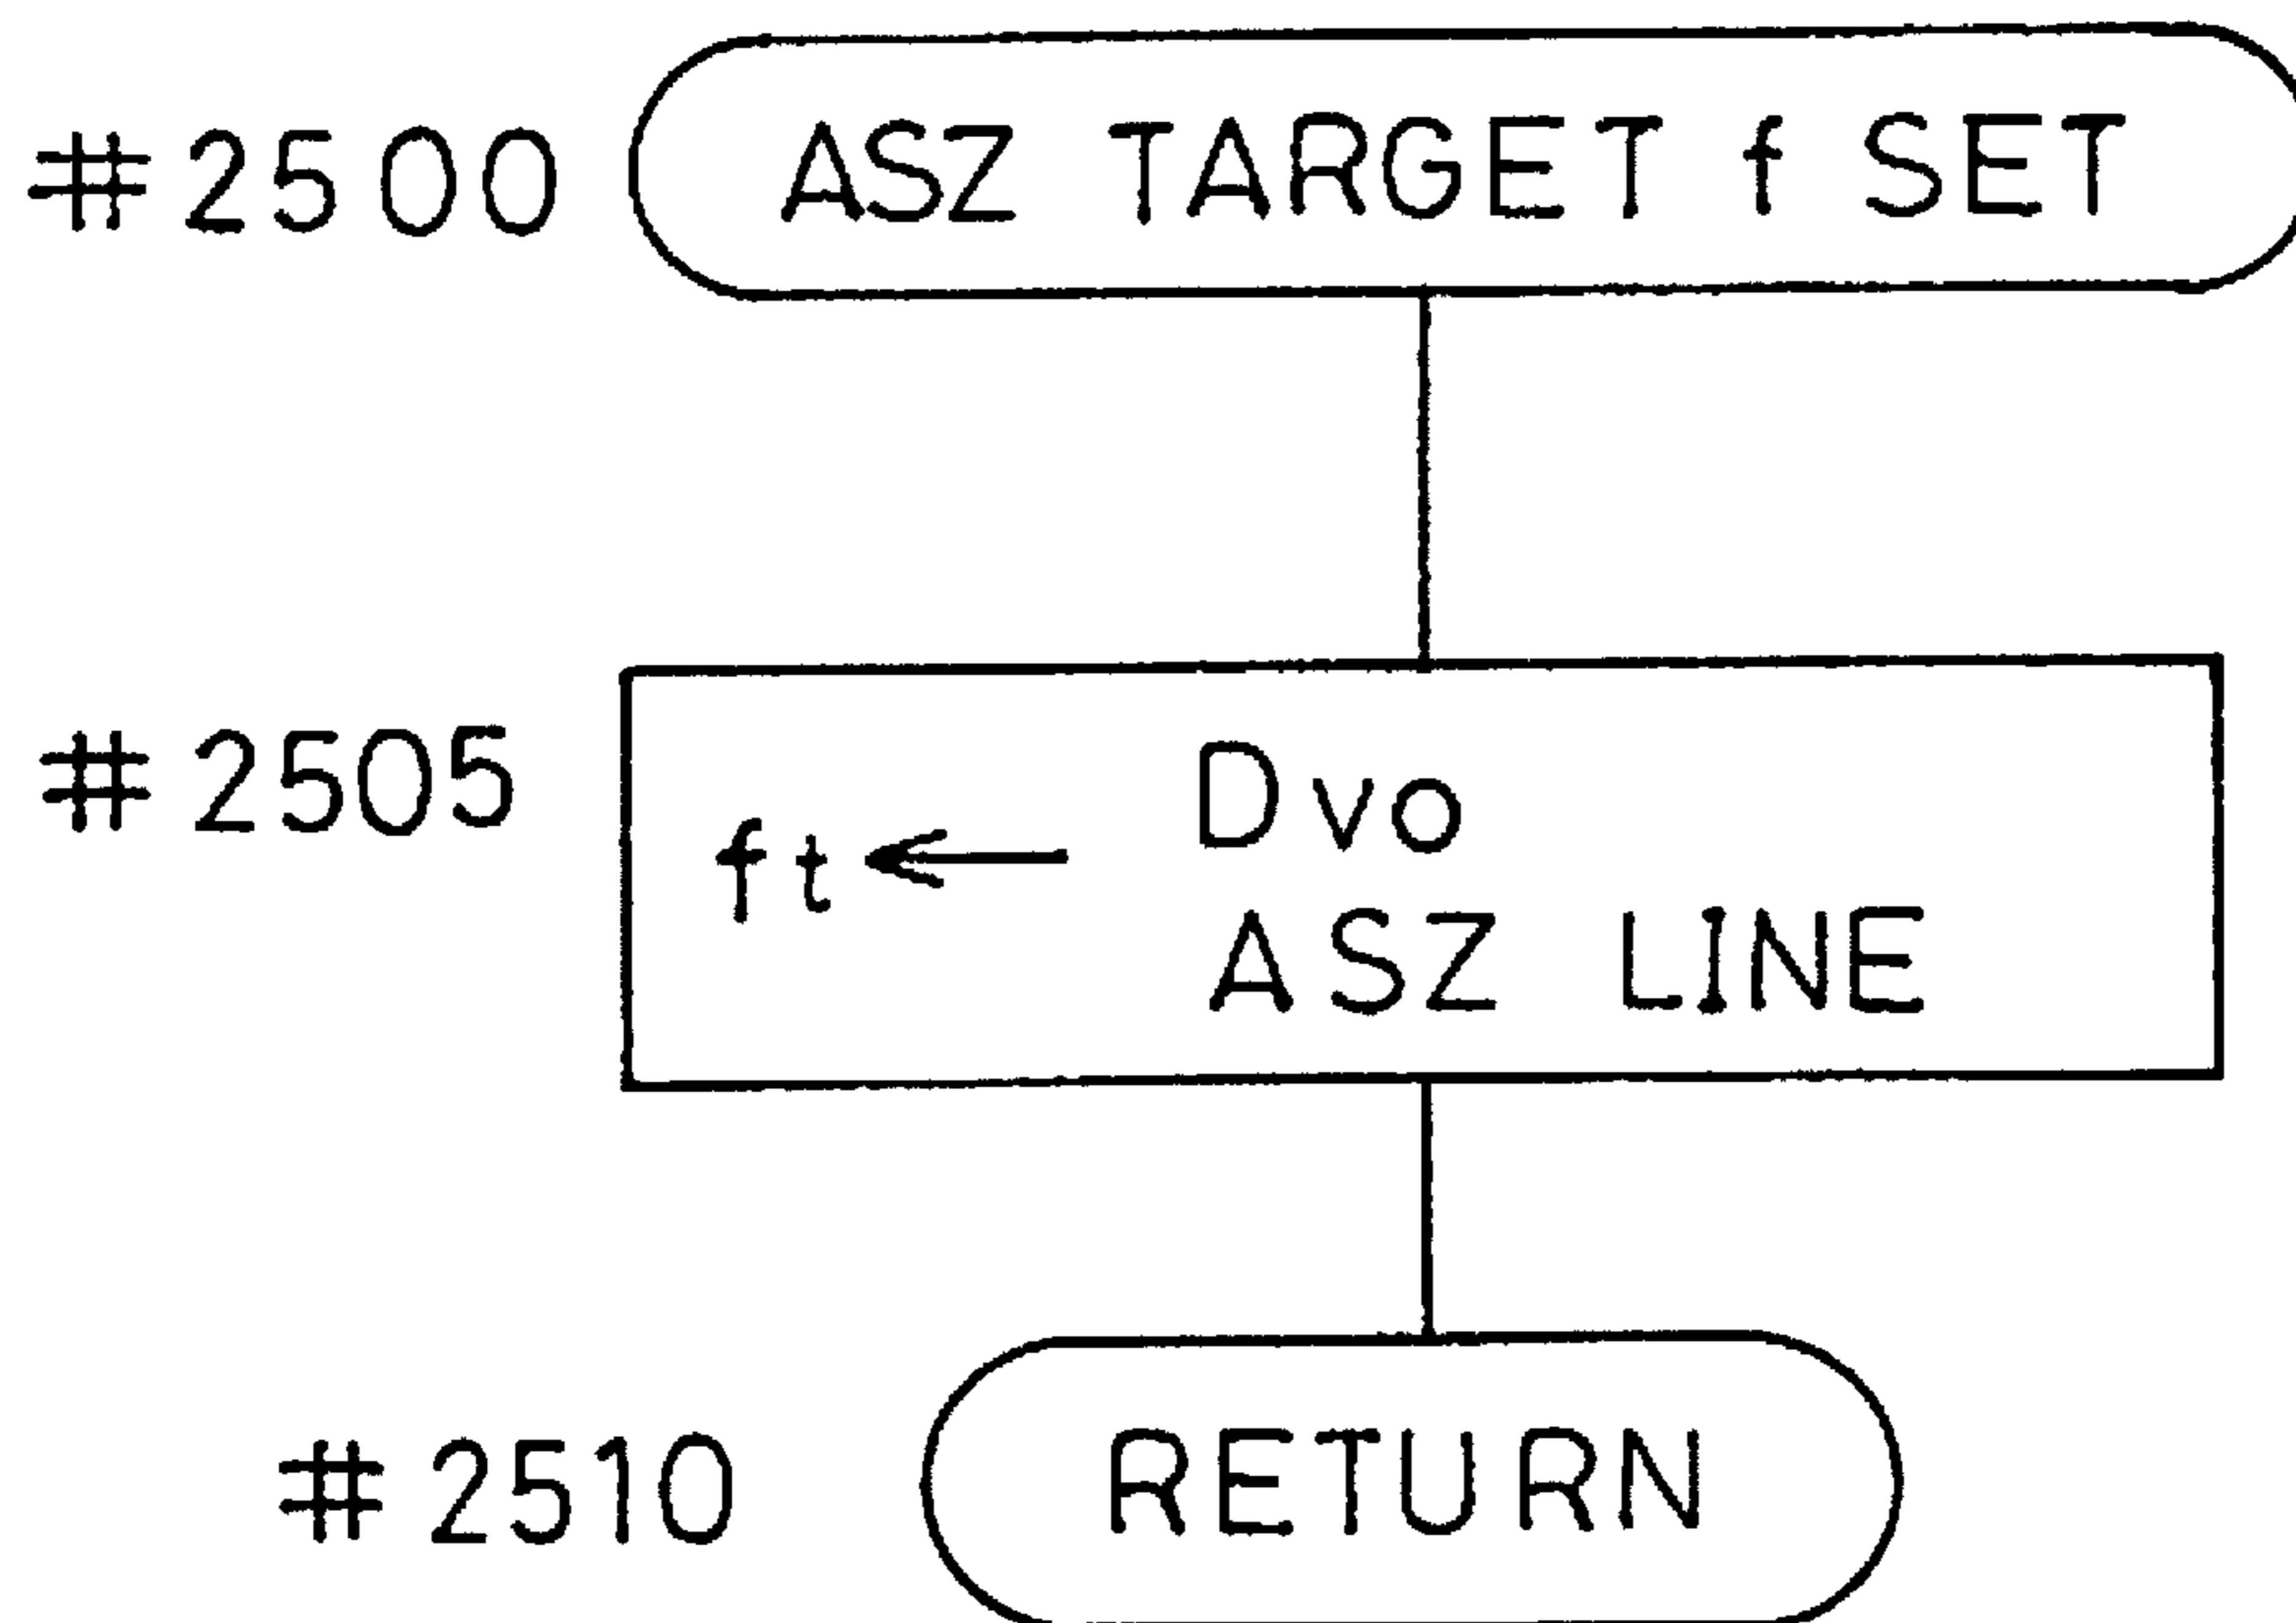 #2500 ASZ TARGET f SET
#2505 ft ← Dvo
ASZ LINE
#2510 RETURN